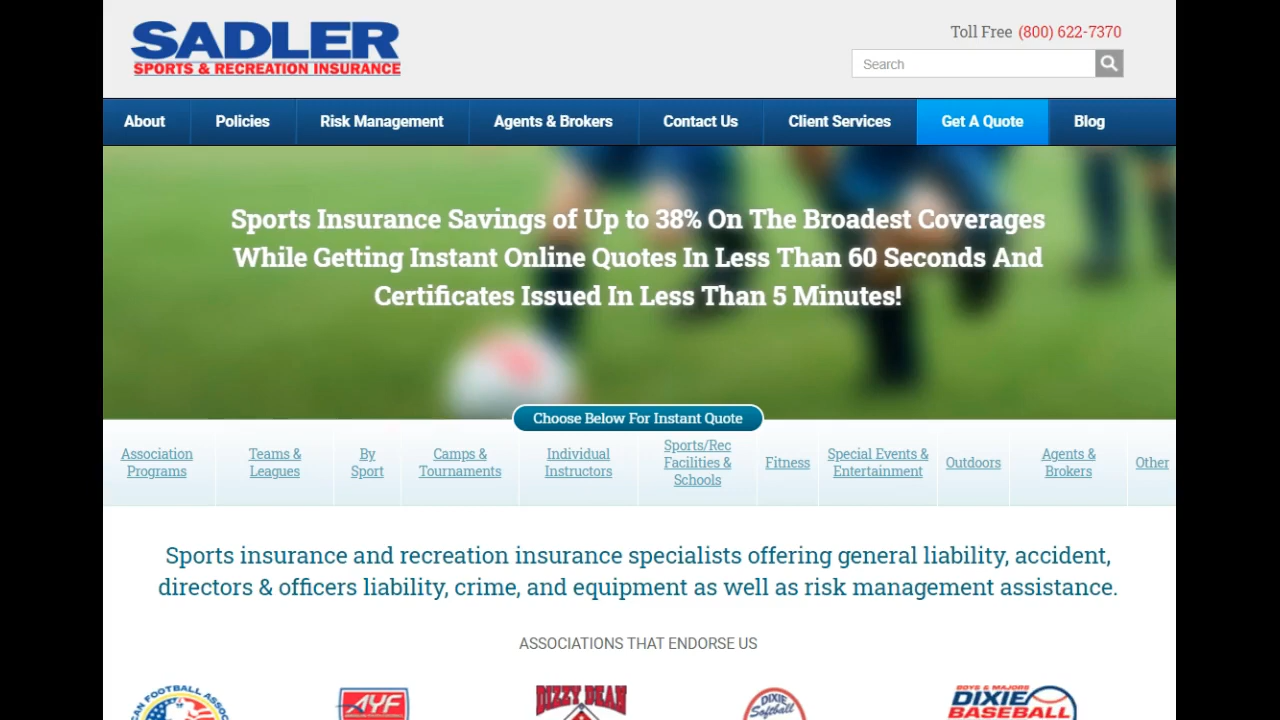 SADLER
SPORTS & RECREATION INSURANCE
Toll Free (800) 622-7370
Search
About
Policies
Risk Management
Agents & Brokers
Contact Us
Client Services
Get A Quote
Blog
Sports Insurance Savings of Up to 38% On The Broadest Coverages
While Getting Instant Online Quotes In Less Than 60 Seconds And
Certificates Issued In Less Than 5 Minutes!
Choose Below For Instant Quote
Association
Programs
Teams &
Leagues
By
Sport
Camps &
Tournaments
Individual
Instructors
Sports/Rec
Facilities &
Schools
Fitness
Special Events &
Entertainment
Outdoors
Agents &
Brokers
Other
Sports insurance and recreation insurance specialists offering general liability, accident,
directors & officers liability, crime, and equipment as well as risk management assistance.
ASSOCIATIONS THAT ENDORSE US
FOOTBALL
AYF
DIZZY DEAN
DIXIE
Softball
BOYS & MAJORS
DIXIE
BASEBALL